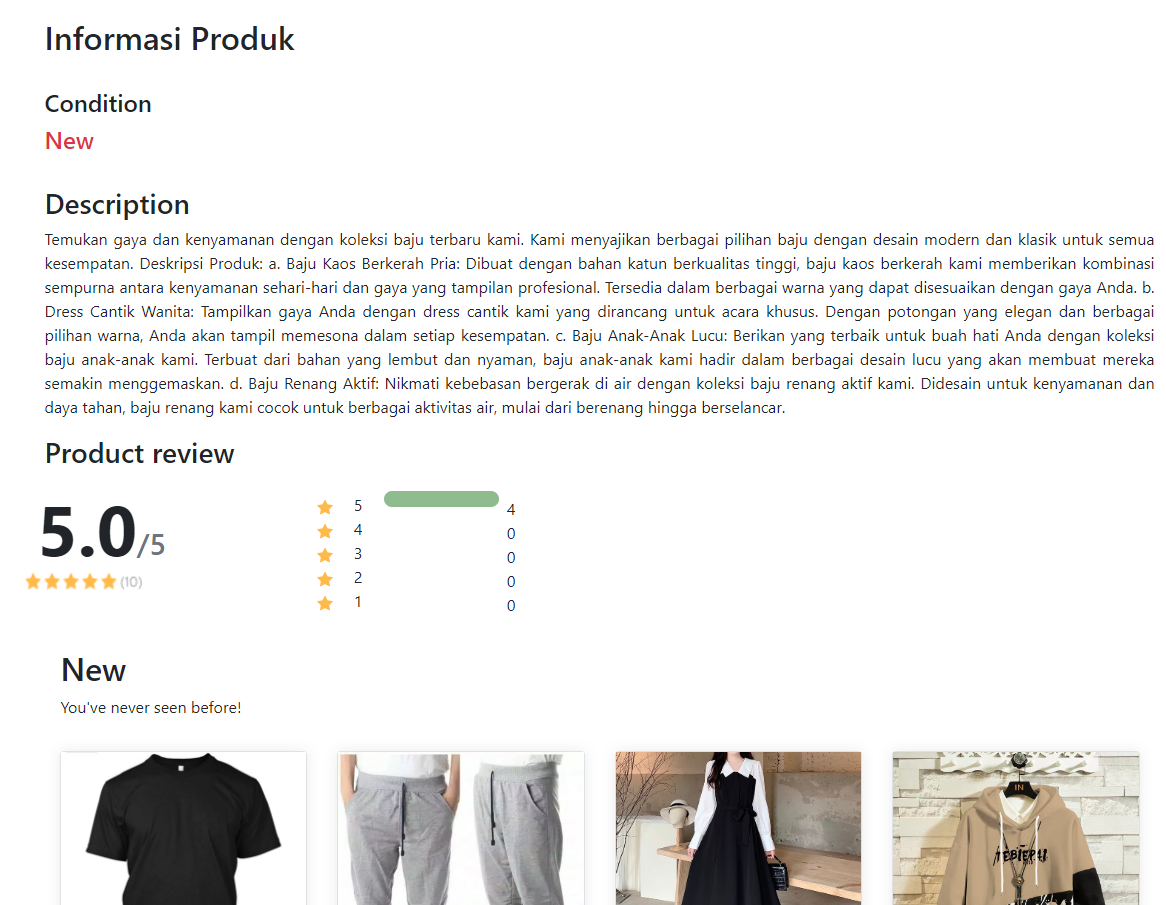 Informasi Produk
Condition
New
Description
Temukan gaya dan kenyamanan dengan koleksi baju terbaru kami. Kami menyajikan berbagai pilihan baju dengan desain modern dan klasik untuk semua
kesempatan. Deskripsi Produk: a. Baju Kaos Berkerah Pria: Dibuat dengan bahan katun berkualitas tinggi, baju kaos berkerah kami memberikan kombinasi
sempurna antara kenyamanan sehari-hari dan gaya yang tampilan profesional. Tersedia dalam berbagai warna yang dapat disesuaikan dengan gaya Anda. b.
Dress Cantik Wanita: Tampilkan gaya Anda dengan dress cantik kami yang dirancang untuk acara khusus. Dengan potongan yang elegan dan berbagai
pilihan warna, Anda akan tampil memesona dalam setiap kesempatan. c. Baju Anak-Anak Lucu: Berikan yang terbaik untuk buah hati Anda dengan koleksi
baju anak-anak kami. Terbuat dari bahan yang lembut dan nyaman, baju anak-anak kami hadir dalam berbagai desain lucu yang akan membuat mereka
semakin menggemaskan. d. Baju Renang Aktif: Nikmati kebebasan bergerak di air dengan koleksi baju renang aktif kami. Didesain untuk kenyamanan dan
daya tahan, baju renang kami cocok untuk berbagai aktivitas air, mulai dari berenang hingga berselancar.
Product review
5.0/5
(10)
5 4
4 0
3 0
2 0
1 0
New
You've never seen before!
IN